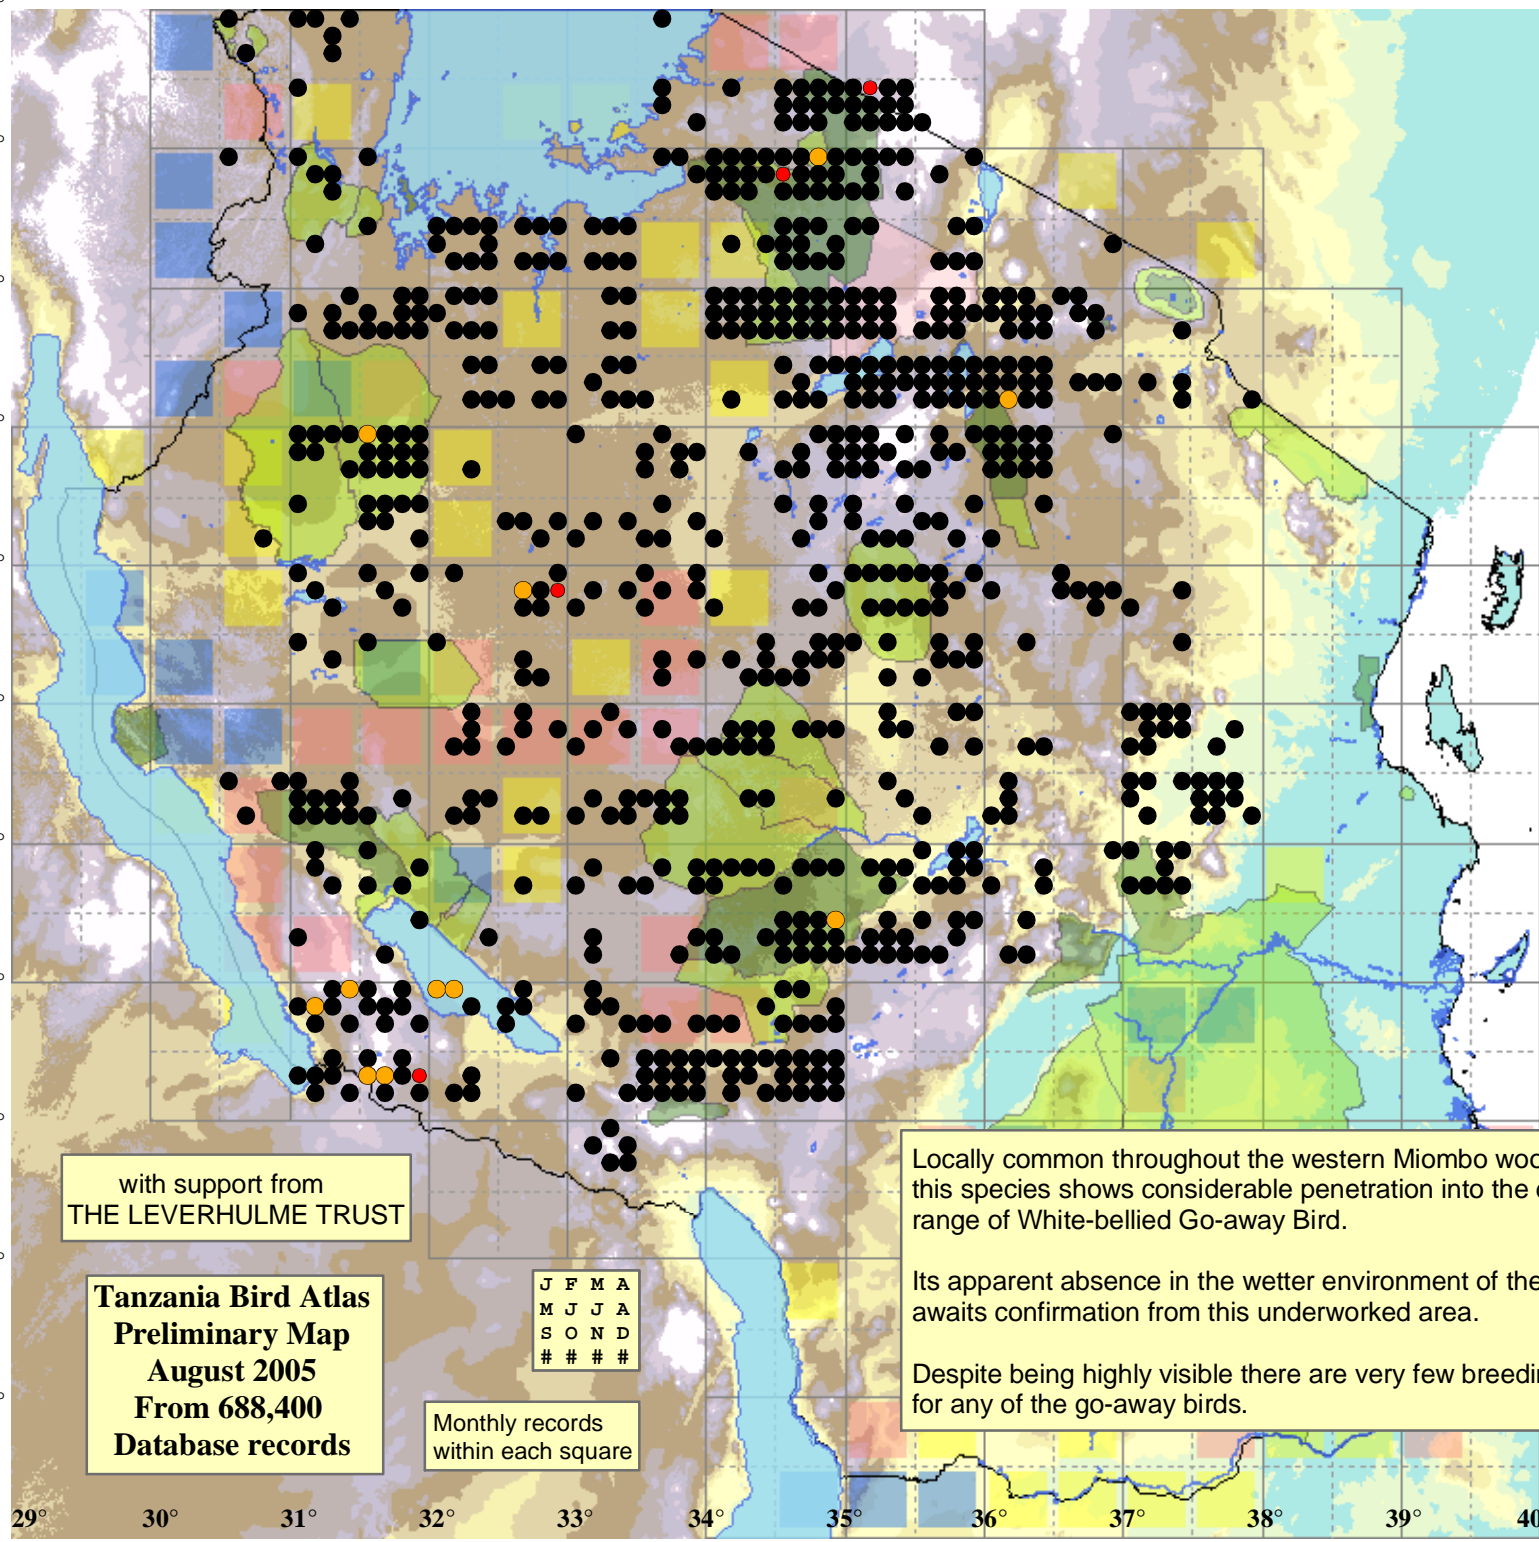 with support from
THE LEVERHULME TRUST
Tanzania Bird Atlas
Preliminary Map
August 2005
From 688,400
Database records
J F M A
M J J A
S O N D
# # # #
Monthly records
within each square
Locally common throughout the western Miombo
this species shows considerable penetration into the
range of White-bellied Go-away Bird.
Its apparent absence in the wetter environment of the
awaits confirmation from this underworked area.
Despite being highly visible there are very few
for any of the go-away birds.
29° 30° 31° 32° 33° 34° 35° 36° 37° 38° 39° 40